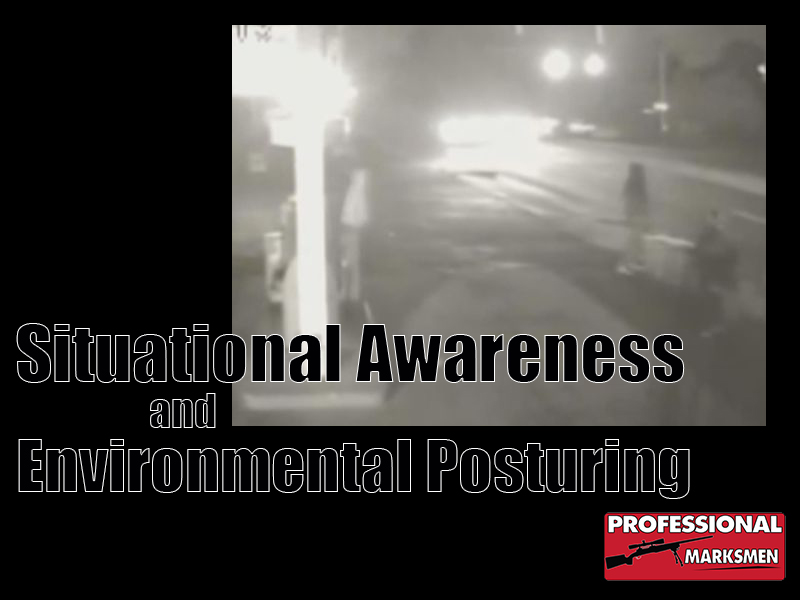 Situational Awareness
and
Environmental Posturing
PROFESSIONAL
MARKSMEN